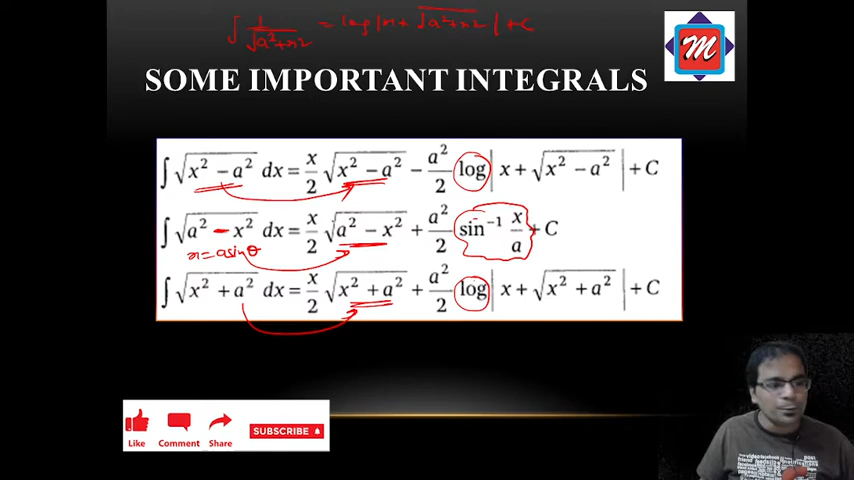 ∫ 1/√a²+x² = log|x+√a²+x²|+C
M
SOME IMPORTANT INTEGRALS
∫√x² − a² dx = x/2 √x² − a² − a²/2 log| x + √x² − a² | + C
∫√a² − x² dx = x/2 √a² − x² + a²/2 sin⁻¹ x/a + C
x=asinθ
∫√x² + a² dx = x/2 √x² + a² + a²/2 log| x + √x² + a² | + C
Like Comment Share SUBSCRIBE